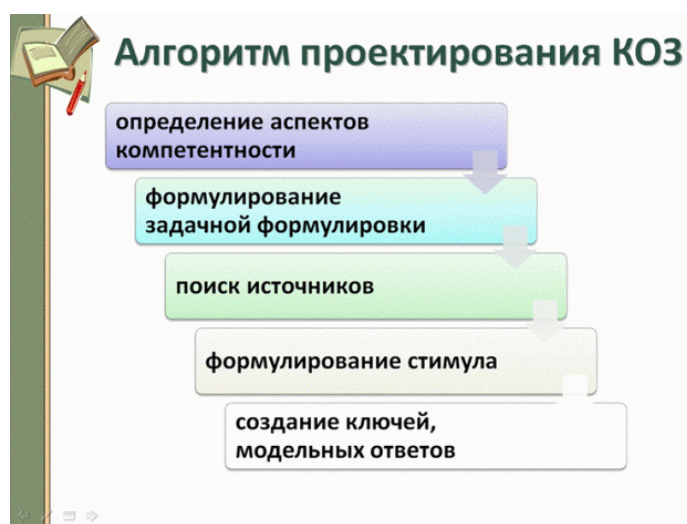 Алгоритм проектирования КОЗ
определение аспектов
компетентности
формулирование
задачной формулировки
поиск источников
формулирование стимула
создание ключей,
модельных ответов